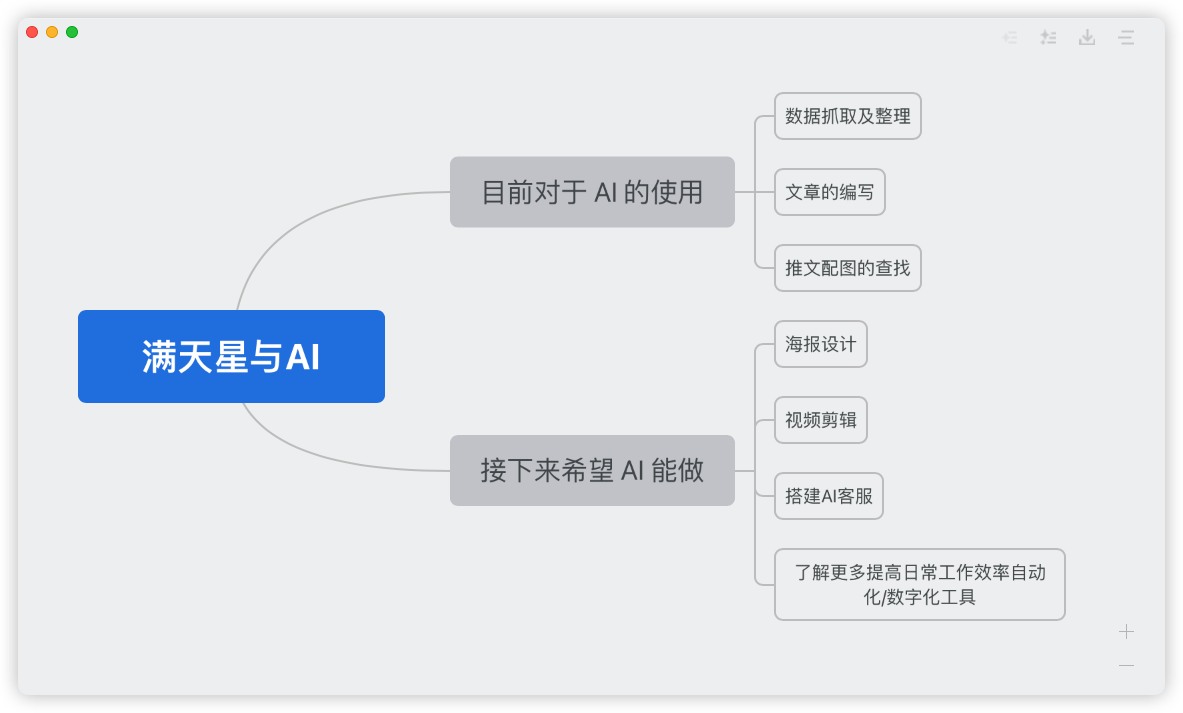 满天星与AI
目前对于 AI 的使用
数据抓取及整理
文章的编写
推文配图的查找
接下来希望 AI 能做
海报设计
视频剪辑
搭建AI客服
了解更多提高日常工作效率自动
化/数字化工具